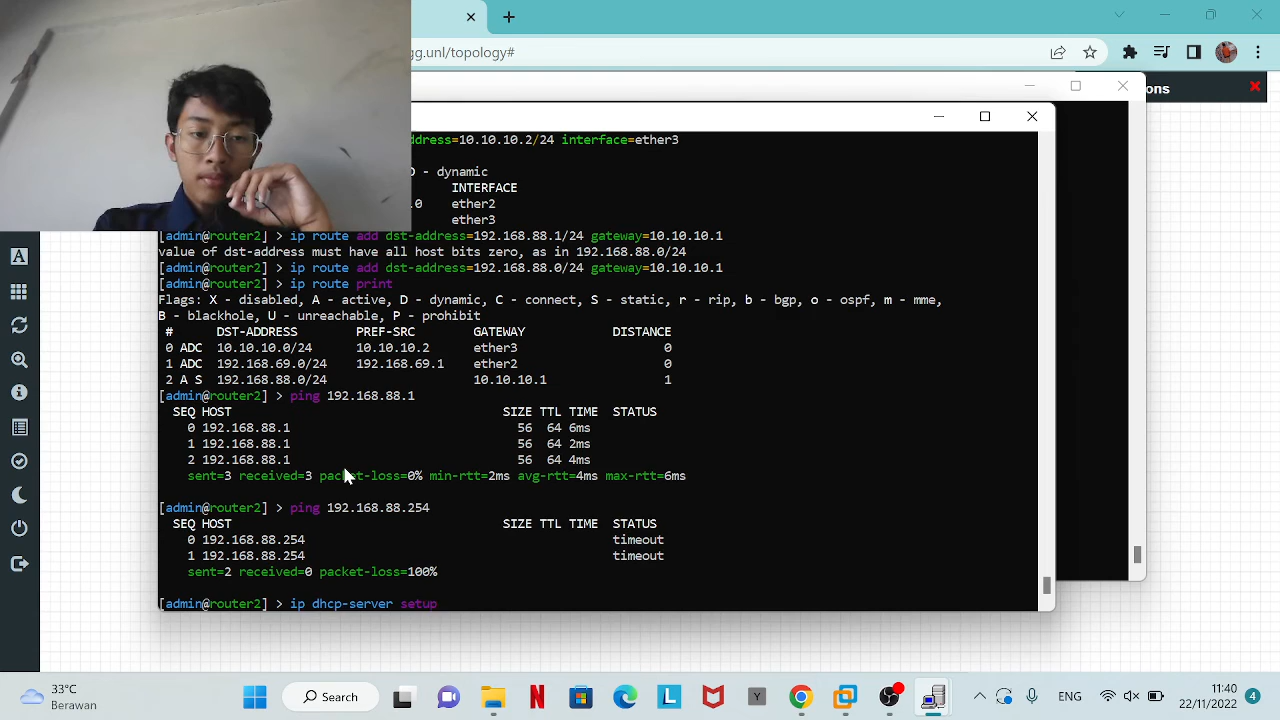 gg.unl/topology#
ons
ddress=10.10.10.2/24 interface=ether3
D - dynamic
INTERFACE
.0 ether2
ether3
[admin@router2] > ip route add dst-address=192.168.88.1/24 gateway=10.10.10.1
value of dst-address must have all host bits zero, as in 192.168.88.0/24
[admin@router2] > ip route add dst-address=192.168.88.0/24 gateway=10.10.10.1
[admin@router2] > ip route print
Flags: X - disabled, A - active, D - dynamic, C - connect, S - static, r - rip, b - bgp, o - ospf, m - mme,
B - blackhole, U - unreachable, P - prohibit
# DST-ADDRESS PREF-SRC GATEWAY DISTANCE
0 ADC 10.10.10.0/24 10.10.10.2 ether3 0
1 ADC 192.168.69.0/24 192.168.69.1 ether2 0
2 A S 192.168.88.0/24 10.10.10.1 1
[admin@router2] > ping 192.168.88.1
SEQ HOST SIZE TTL TIME STATUS
0 192.168.88.1 56 64 6ms
1 192.168.88.1 56 64 2ms
2 192.168.88.1 56 64 4ms
sent=3 received=3 packet-loss=0% min-rtt=2ms avg-rtt=4ms max-rtt=6ms
[admin@router2] > ping 192.168.88.254
SEQ HOST SIZE TTL TIME STATUS
0 192.168.88.254 timeout
1 192.168.88.254 timeout
sent=2 received=0 packet-loss=100%
[admin@router2] > ip dhcp-server setup
33°C
Berawan
Search
ENG
11:40
22/11/2022
4